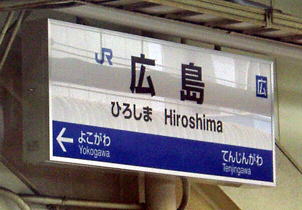 JR 広島 広
ひろしま Hiroshima
← よこがわ てんじんがわ
Yokogawa Tenjingawa